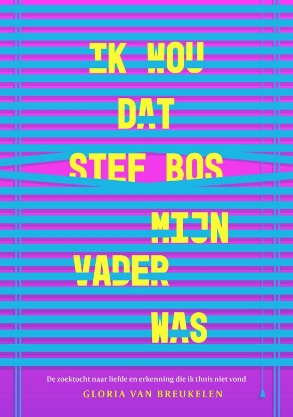 IK WOU
DAT
STEF BOS
MIJN
VADER
WAS
De zoektocht naar liefde en erkenning die ik thuis niet vond
GLORIA VAN BREUKELEN